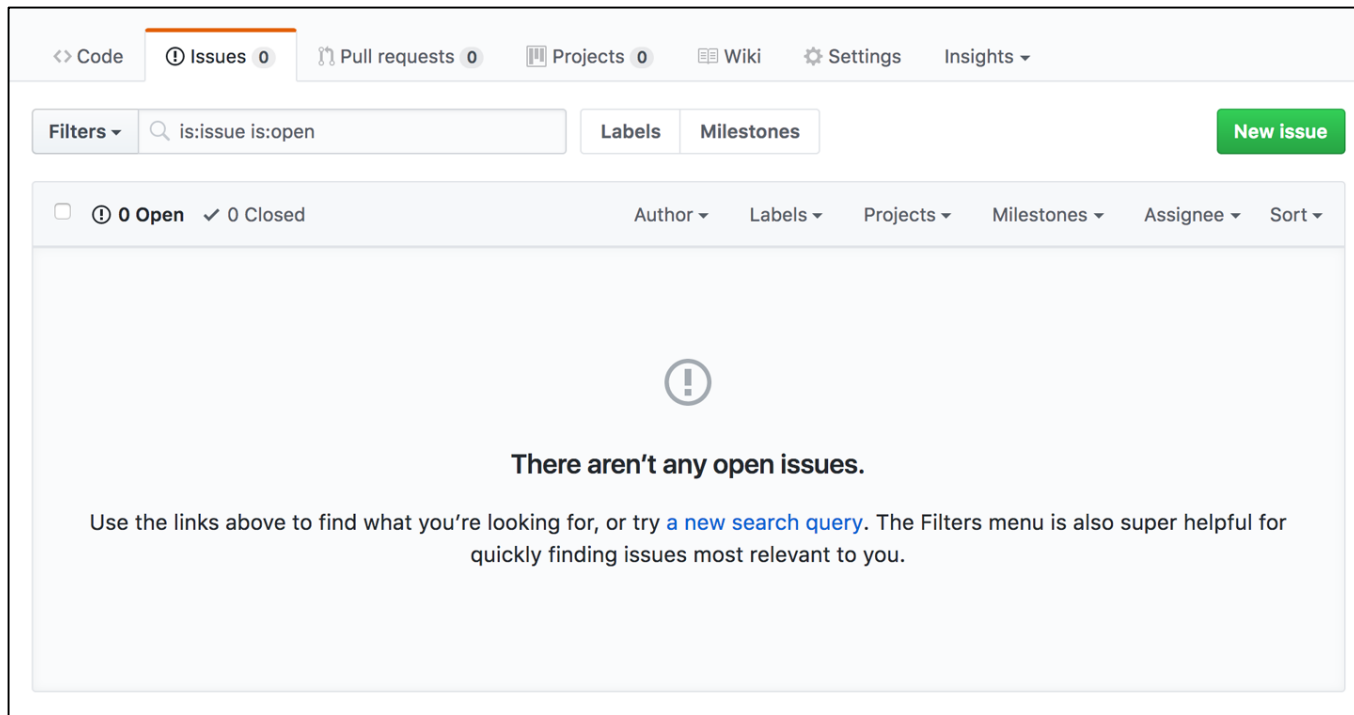 Code Issues 0 Pull requests 0 Projects 0 Wiki Settings Insights
Filters is:issue is:open Labels Milestones New issue
0 Open 0 Closed Author Labels Projects Milestones Assignee Sort
There aren’t any open issues.
Use the links above to find what you’re looking for, or try a new search query. The Filters menu is also super helpful for
quickly finding issues most relevant to you.